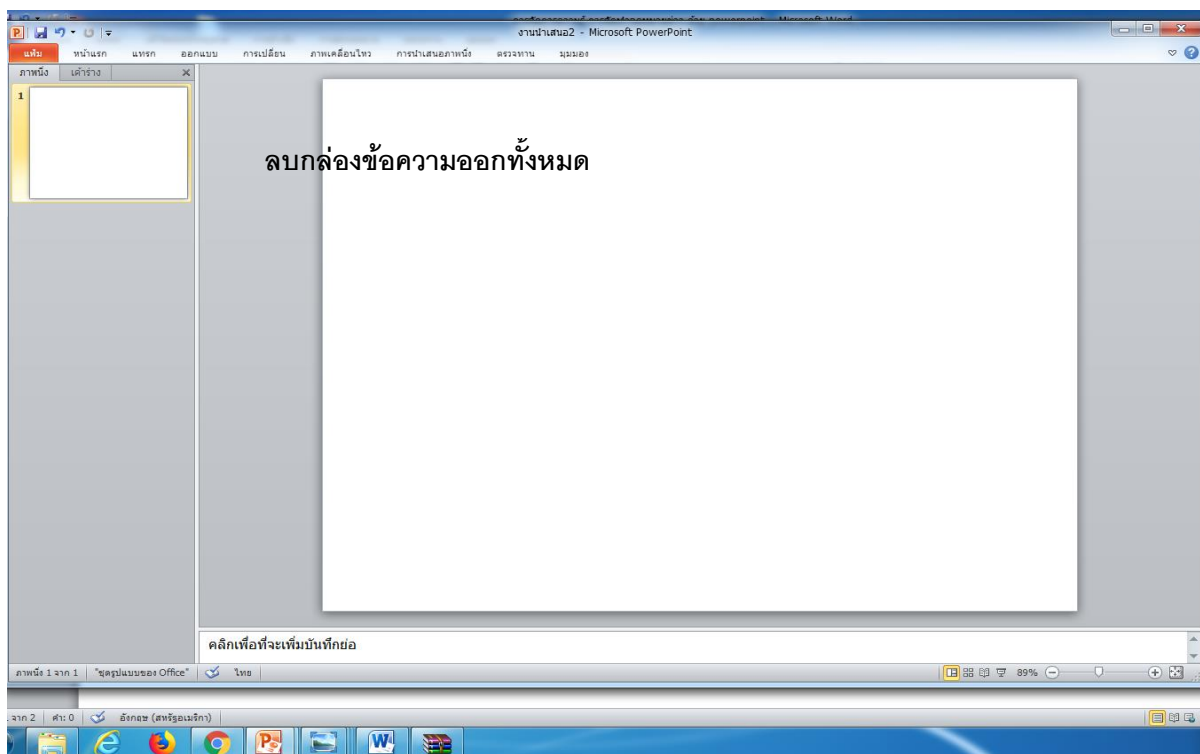 งานนำเสนอ2 - Microsoft PowerPoint
แฟ้ม หน้าแรก แทรก ออกแบบ การเปลี่ยน ภาพเคลื่อนไหว การนำเสนอภาพนิ่ง ตรวจทาน มุมมอง
ภาพนิ่ง เค้าร่าง
1
ลบกล่องข้อความออกทั้งหมด
คลิกเพื่อที่จะเพิ่มบันทึกย่อ
ภาพนิ่ง 1 จาก 1 "ชุดรูปแบบของ Office" ไทย 89%
จาก 2 คำ: 0 อังกฤษ (สหรัฐอเมริกา)